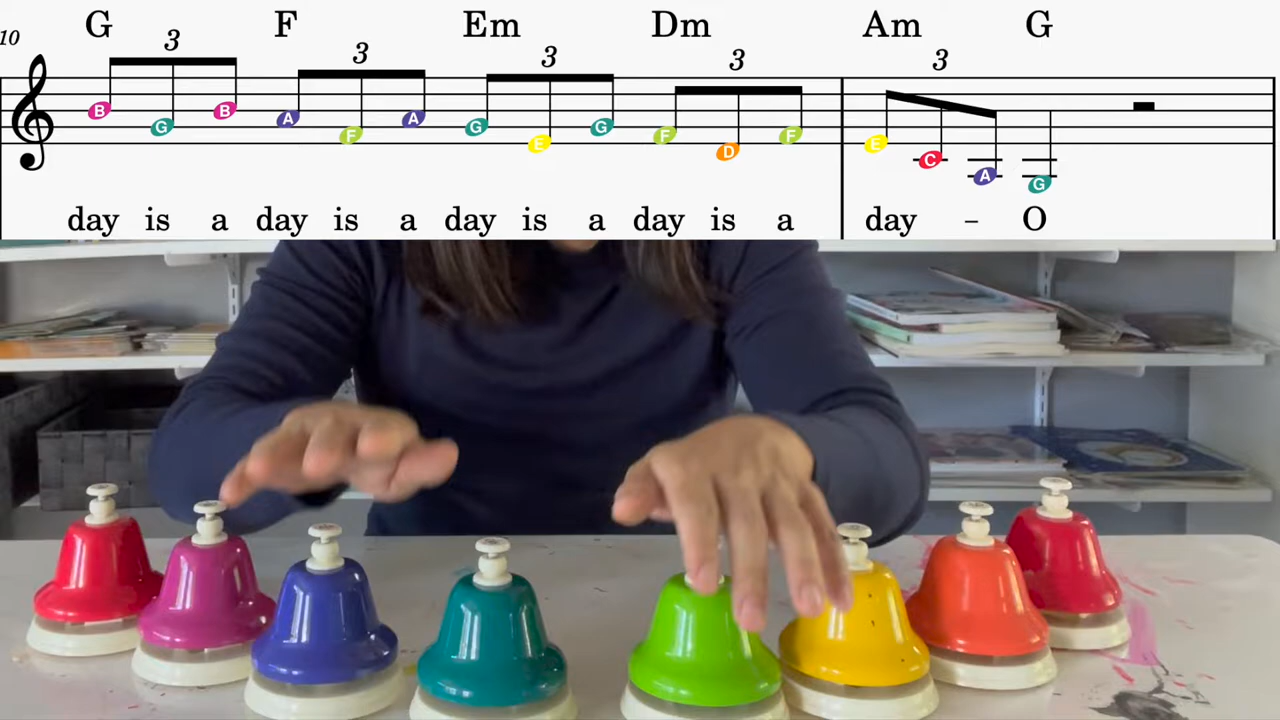 G F Em Dm Am G
10 3 3 3 3 3
B G B A F A G E G F D F E C A G
day is a day is a day is a day is a day - O